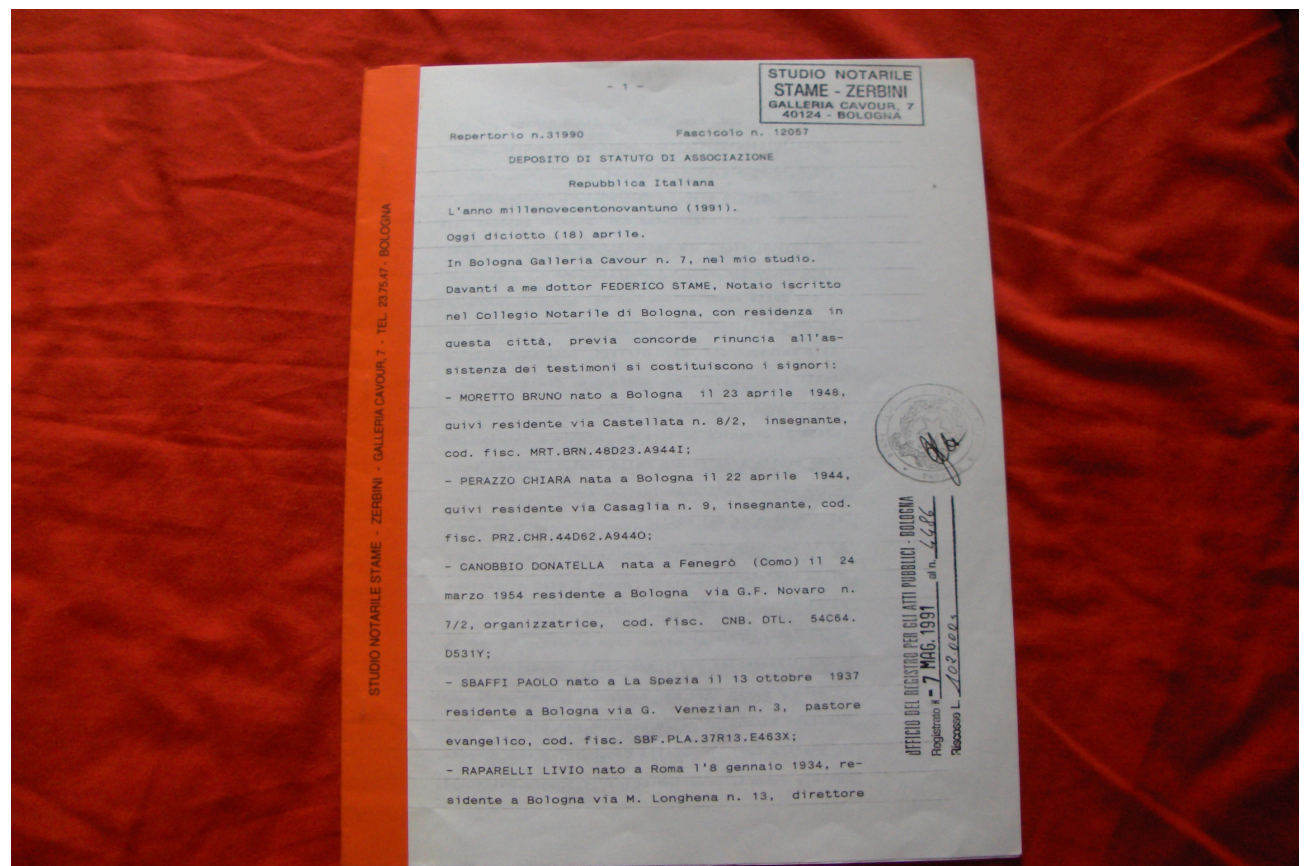 - 1 -
STUDIO NOTARILE
STAME - ZERBINI
GALLERIA CAVOUR, 7
40124 - BOLOGNA
Repertorio n.31990 Fascicolo n. 12057
DEPOSITO DI STATUTO DI ASSOCIAZIONE
Repubblica Italiana
L'anno millenovecentonovantuno (1991).
Oggi diciotto (18) aprile.
In Bologna Galleria Cavour n. 7, nel mio studio.
Davanti a me dottor FEDERICO STAME, Notaio iscritto
nel Collegio Notarile di Bologna, con residenza in
questa città, previa concorde rinuncia all'as-
sistenza dei testimoni si costituiscono i signori:
- MORETTO BRUNO nato a Bologna il 23 aprile 1948,
quivi residente via Castellata n. 8/2, insegnante,
cod. fisc. MRT.BRN.48D23.A944I;
- PERAZZO CHIARA nata a Bologna il 22 aprile 1944,
quivi residente via Casaglia n. 9, insegnante, cod.
fisc. PRZ.CHR.44D62.A944O;
- CANOBBIO DONATELLA nata a Fenegrò (Como) il 24
marzo 1954 residente a Bologna via G.F. Novaro n.
7/2, organizzatrice, cod. fisc. CNB. DTL. 54C64.
D531Y;
- SBAFFI PAOLO nato a La Spezia il 13 ottobre 1937
residente a Bologna via G. Venezian n. 3, pastore
evangelico, cod. fisc. SBF.PLA.37R13.E463X;
- RAPARELLI LIVIO nato a Roma l'8 gennaio 1934, re-
sidente a Bologna via M. Longhena n. 13, direttore
STUDIO NOTARILE STAME - ZERBINI - GALLERIA CAVOUR, 7 - TEL. 23.75.47 - BOLOGNA
UFFICIO DEL REGISTRO PER GLI ATTI PUBBLICI - BOLOGNA
Registrato il - 7 MAG. 1991 al n. 4486
Riscosso L. 102.000